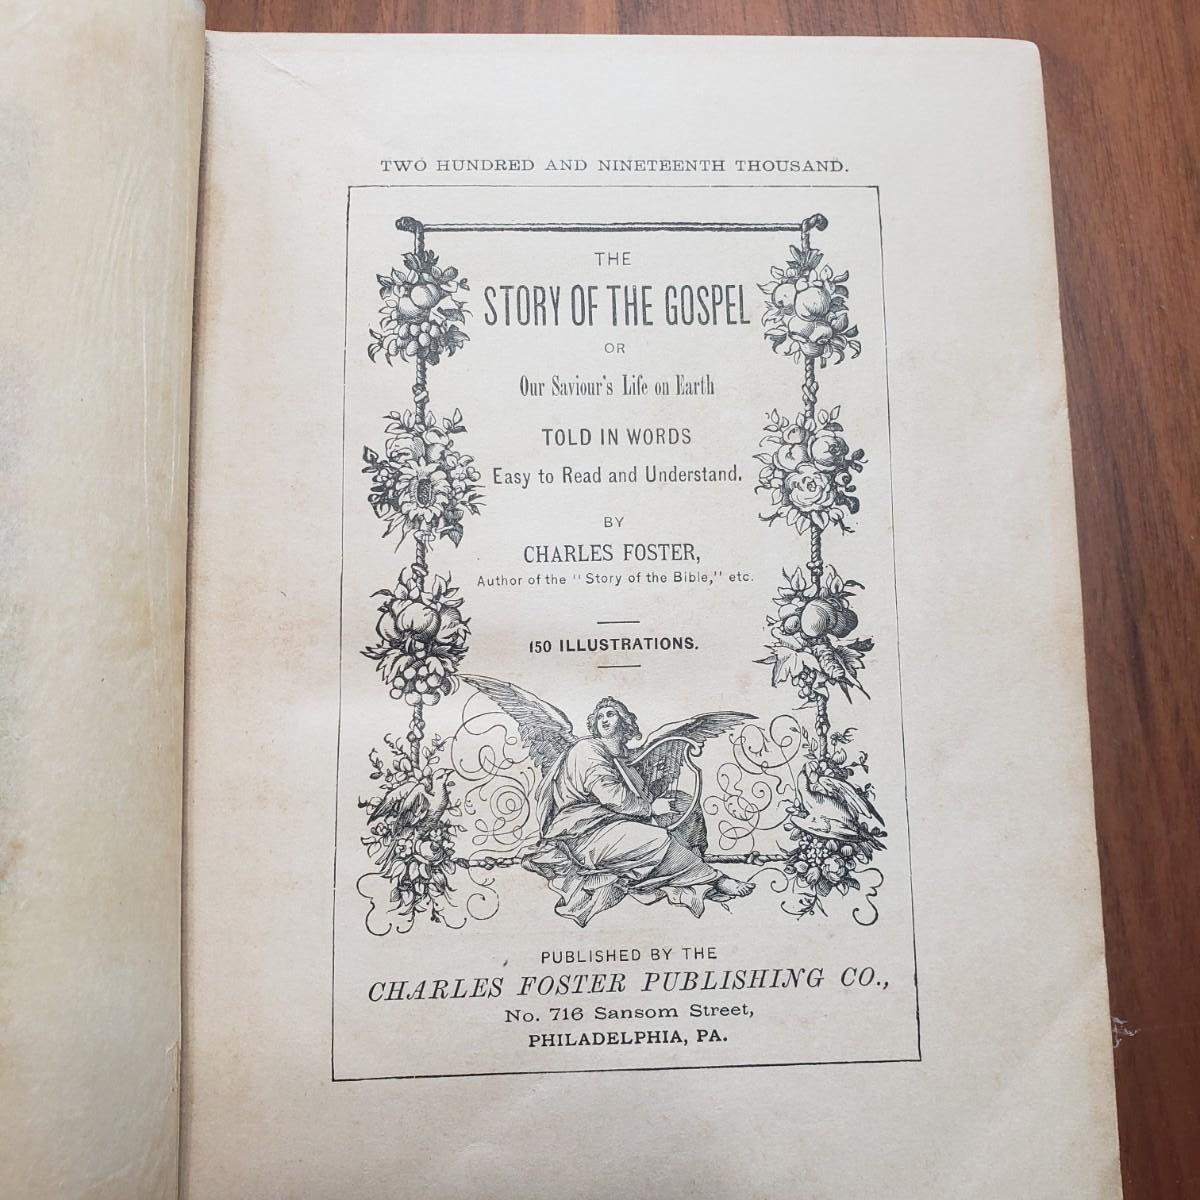 TWO HUNDRED AND NINETEENTH THOUSAND.
THE
STORY OF THE GOSPEL
OR
Our Saviour's Life on Earth
TOLD IN WORDS
Easy to Read and Understand.
BY
CHARLES FOSTER,
Author of the "Story of the Bible," etc.
150 ILLUSTRATIONS.
PUBLISHED BY THE
CHARLES FOSTER PUBLISHING CO.,
No. 716 Sansom Street,
PHILADELPHIA, PA.